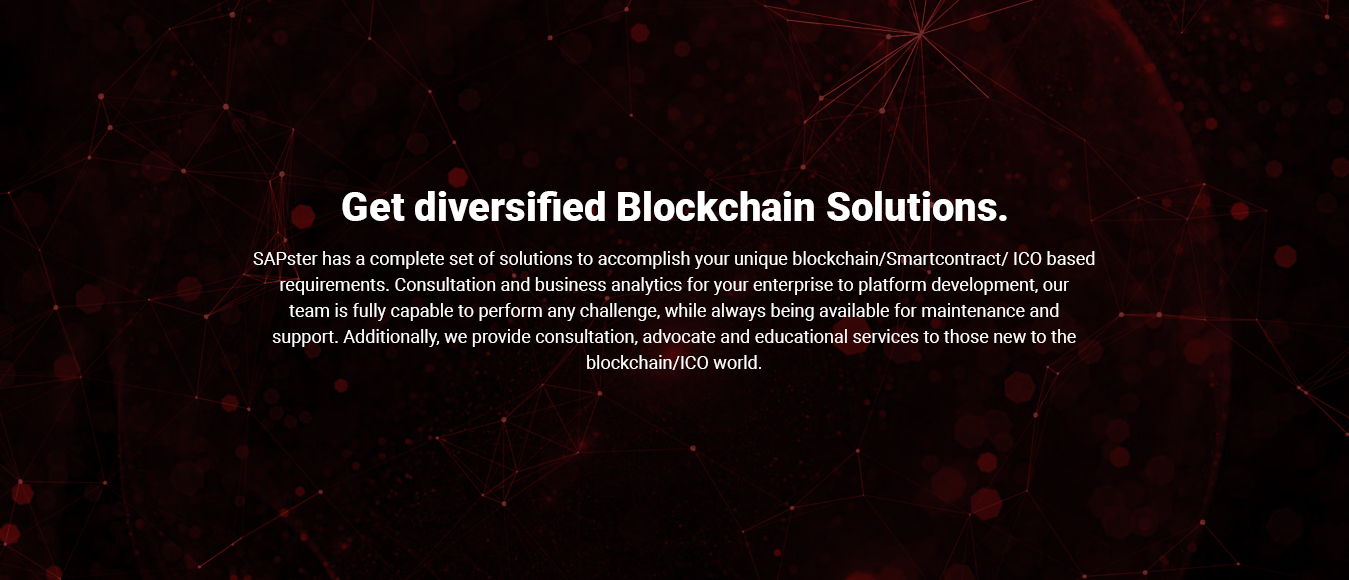 Get diversified Blockchain Solutions.
SAPster has a complete set of solutions to accomplish your unique blockchain/Smartcontract/ ICO based
requirements. Consultation and business analytics for your enterprise to platform development, our
team is fully capable to perform any challenge, while always being available for maintenance and
support. Additionally, we provide consultation, advocate and educational services to those new to the
blockchain/ICO world.